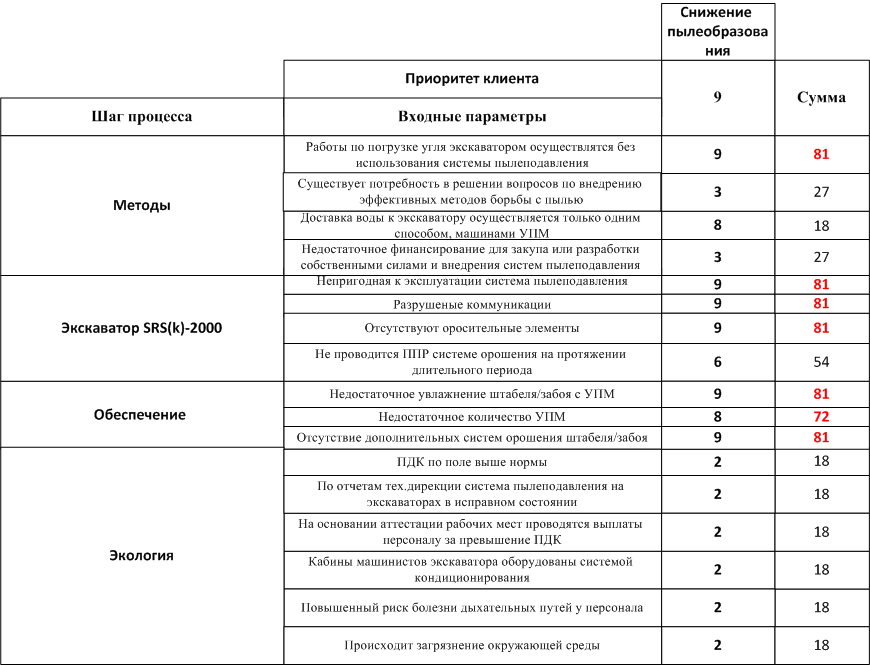 Снижение
пылеобразова
ния
Приоритет клиента
9
Сумма
Шаг процесса
Входные параметры
Методы
Работы по погрузке угля экскаватором осуществлятся без
использования системы пылеподавления
9
81
Существует потребность в решении вопросов по внедрению
эффективных методов борьбы с пылью
3
27
Доставка воды к экскаватору осуществляется только одним
способом, машинами УПМ
8
18
Недостаточное финансирование для закупа или разработки
собственными силами и внедрения систем пылеподавления
3
27
Экскаватор SRS(k)-2000
Непригодная к эксплуатации система пылеподавления
9
81
Разрушеные коммуникации
9
81
Отсутствуют оросительные элементы
9
81
Не проводится ППР системе орошения на протяжении
длительного периода
6
54
Обеспечение
Недостаточное увлажнение штабеля/забоя с УПМ
9
81
Недостаточное количество УПМ
8
72
Отсутствие дополнительных систем орошения штабеля/забоя
9
81
Экология
ПДК по поле выше нормы
2
18
По отчетам тех.дирекции система пылеподавления на
экскаваторах в исправном состоянии
2
18
На основании аттестации рабочих мест проводятся выплаты
персоналу за превышение ПДК
2
18
Кабины машинистов экскаватора оборудованы системой
кондиционирования
2
18
Повышенный риск болезни дыхательных путей у персонала
2
18
Происходит загрязнение окружающей среды
2
18